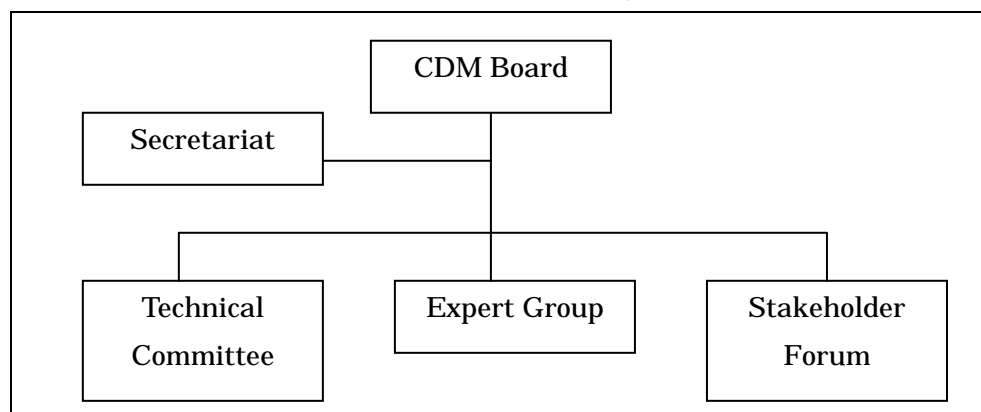 CDM Board
Secretariat
Technical
Committee
Expert Group
Stakeholder
Forum